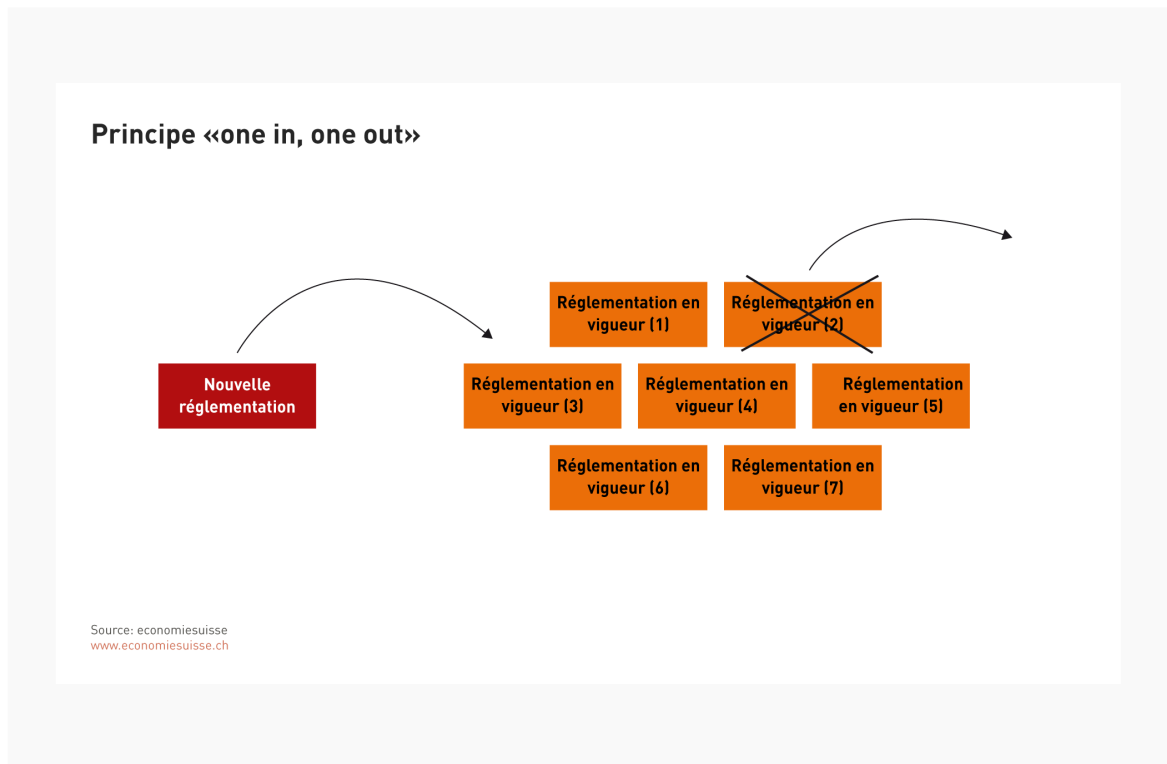 Principe «one in, one out»
Réglementation en
vigueur (1)
Réglementation en
vigueur (2)
Nouvelle
réglementation
Réglementation en
vigueur (3)
Réglementation en
vigueur (4)
Réglementation
en vigueur (5)
Réglementation en
vigueur (6)
Réglementation en
vigueur (7)
Source: economiesuisse
www.economiesuisse.ch